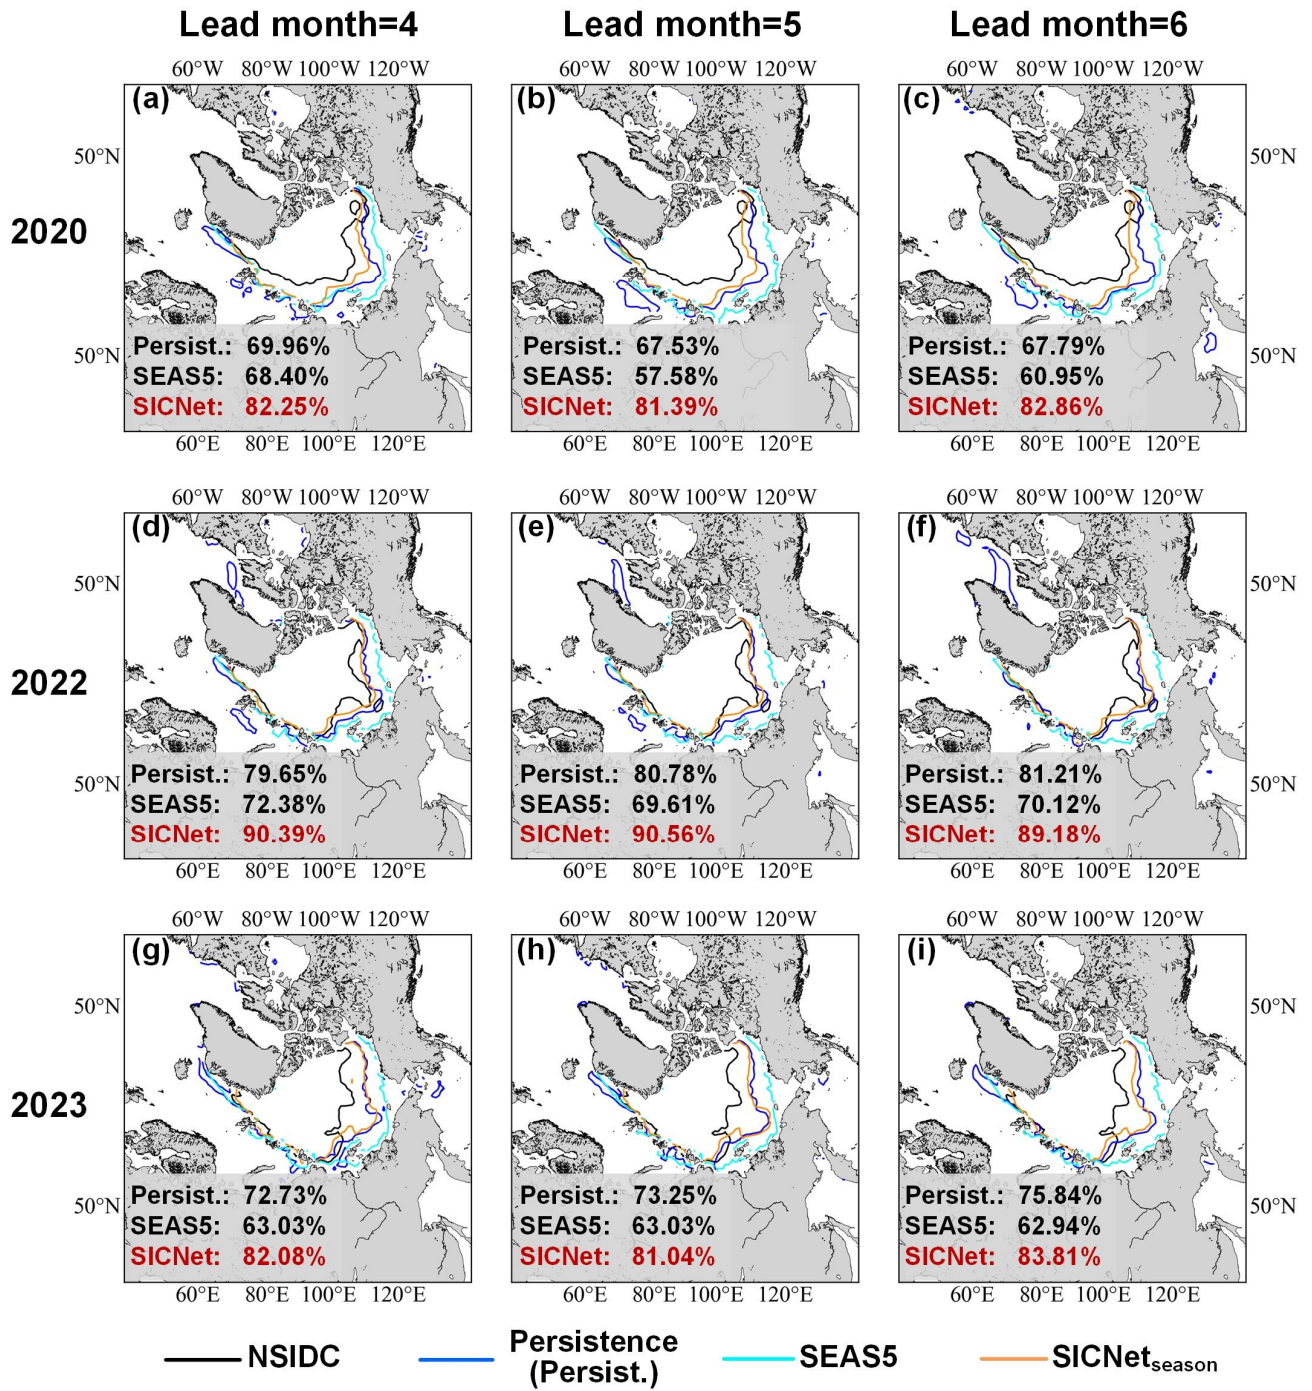 Lead month=4 Lead month=5 Lead month=6
60°W 80°W 100°W 120°W 60°W 80°W 100°W 120°W 60°W 80°W 100°W 120°W
(a) (b) (c)
50°N 50°N
2020
50°N 50°N
Persist.: 69.96% Persist.: 67.53% Persist.: 67.79%
SEAS5: 68.40% SEAS5: 57.58% SEAS5: 60.95%
SICNet: 82.25% SICNet: 81.39% SICNet: 82.86%
60°E 80°E 100°E 120°E 60°E 80°E 100°E 120°E 60°E 80°E 100°E 120°E
60°W 80°W 100°W 120°W 60°W 80°W 100°W 120°W 60°W 80°W 100°W 120°W
(d) (e) (f)
50°N 50°N
2022
50°N 50°N
Persist.: 79.65% Persist.: 80.78% Persist.: 81.21%
SEAS5: 72.38% SEAS5: 69.61% SEAS5: 70.12%
SICNet: 90.39% SICNet: 90.56% SICNet: 89.18%
60°E 80°E 100°E 120°E 60°E 80°E 100°E 120°E 60°E 80°E 100°E 120°E
60°W 80°W 100°W 120°W 60°W 80°W 100°W 120°W 60°W 80°W 100°W 120°W
(g) (h) (i)
50°N 50°N
2023
50°N 50°N
Persist.: 72.73% Persist.: 73.25% Persist.: 75.84%
SEAS5: 63.03% SEAS5: 63.03% SEAS5: 62.94%
SICNet: 82.08% SICNet: 81.04% SICNet: 83.81%
60°E 80°E 100°E 120°E 60°E 80°E 100°E 120°E 60°E 80°E 100°E 120°E
NSIDC Persistence (Persist.) SEAS5 SICNetseason